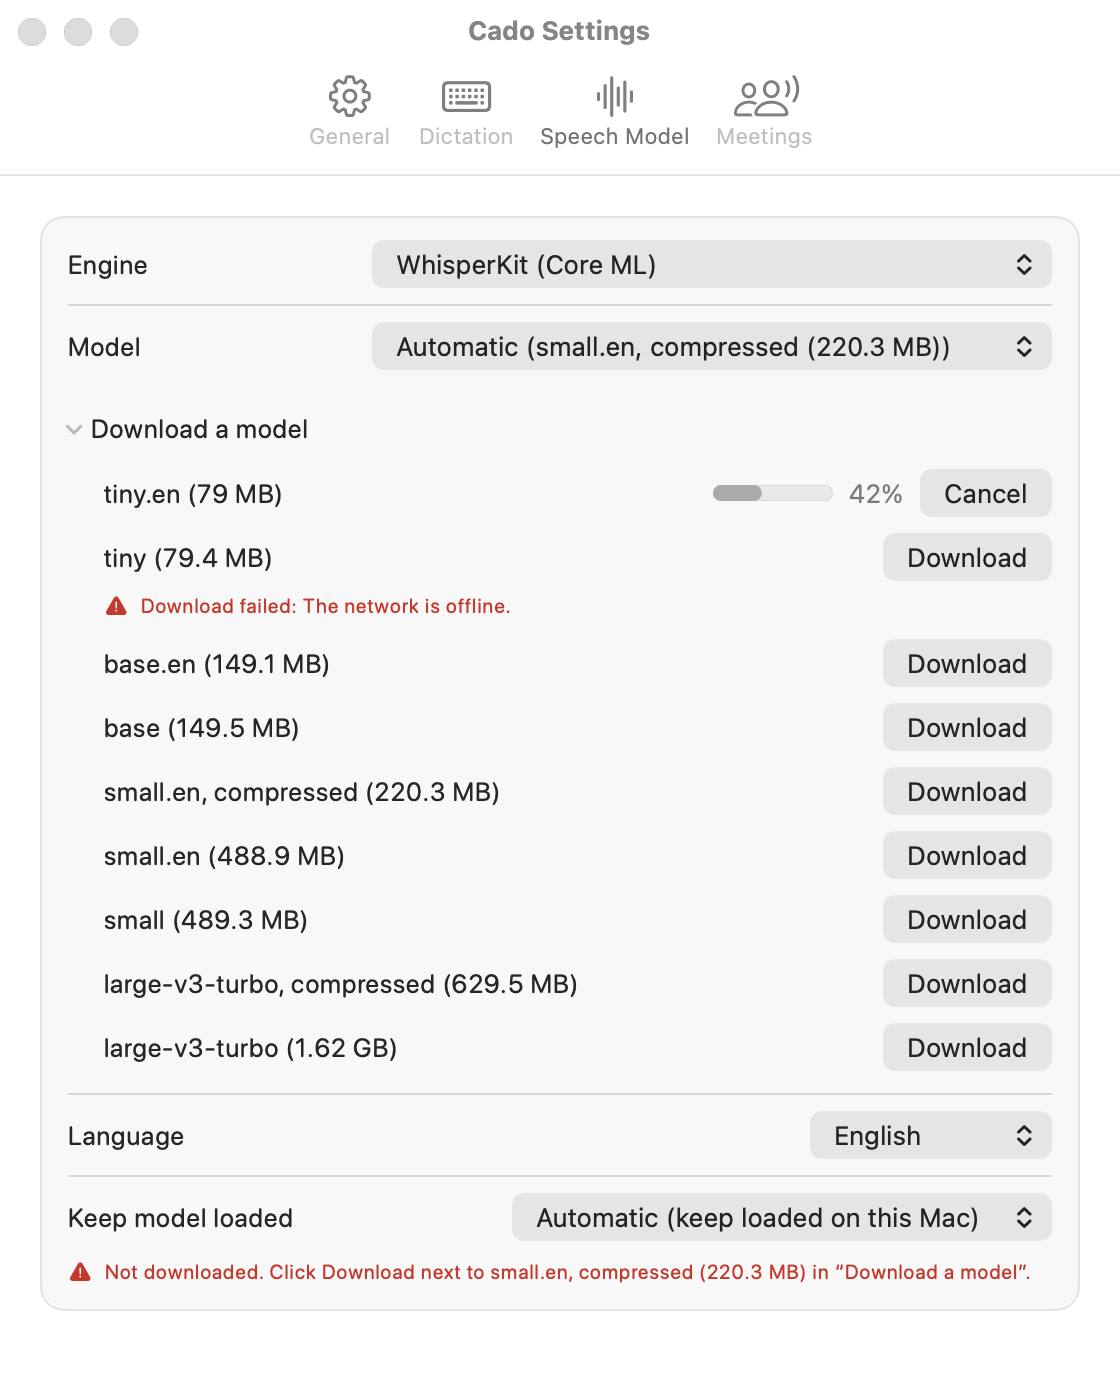 Cado Settings
General
Dictation
Speech Model
Meetings
Engine
WhisperKit (Core ML)
Model
Automatic (small.en, compressed (220.3 MB))
Download a model
tiny.en (79 MB)
42%
Cancel
tiny (79.4 MB)
Download
Download failed: The network is offline.
base.en (149.1 MB)
Download
base (149.5 MB)
Download
small.en, compressed (220.3 MB)
Download
small.en (488.9 MB)
Download
small (489.3 MB)
Download
large-v3-turbo, compressed (629.5 MB)
Download
large-v3-turbo (1.62 GB)
Download
Language
English
Keep model loaded
Automatic (keep loaded on this Mac)
Not downloaded. Click Download next to small.en, compressed (220.3 MB) in “Download a model”.